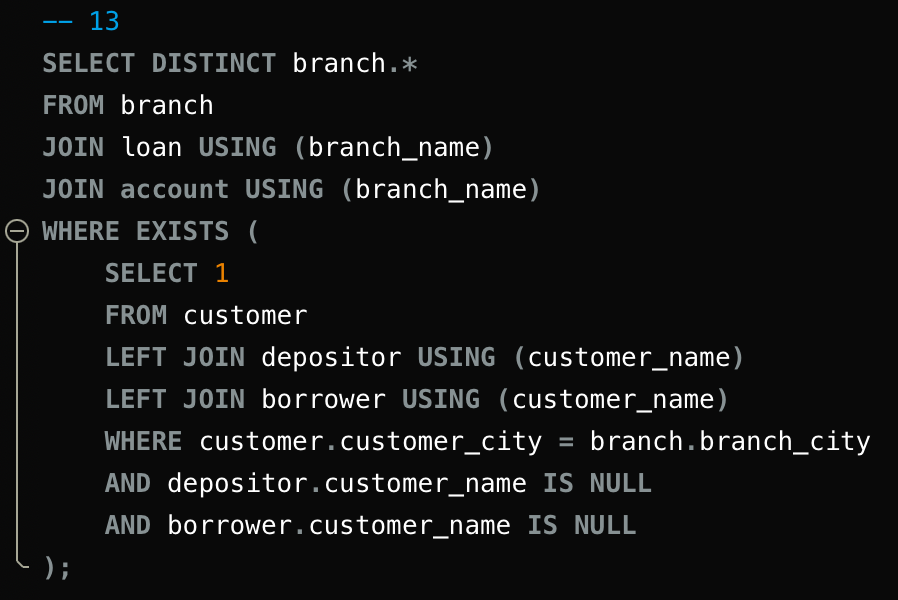 -- 13
SELECT DISTINCT branch.*
FROM branch
JOIN loan USING (branch_name)
JOIN account USING (branch_name)
WHERE EXISTS (
    SELECT 1
    FROM customer
    LEFT JOIN depositor USING (customer_name)
    LEFT JOIN borrower USING (customer_name)
    WHERE customer.customer_city = branch.branch_city
    AND depositor.customer_name IS NULL
    AND borrower.customer_name IS NULL
);